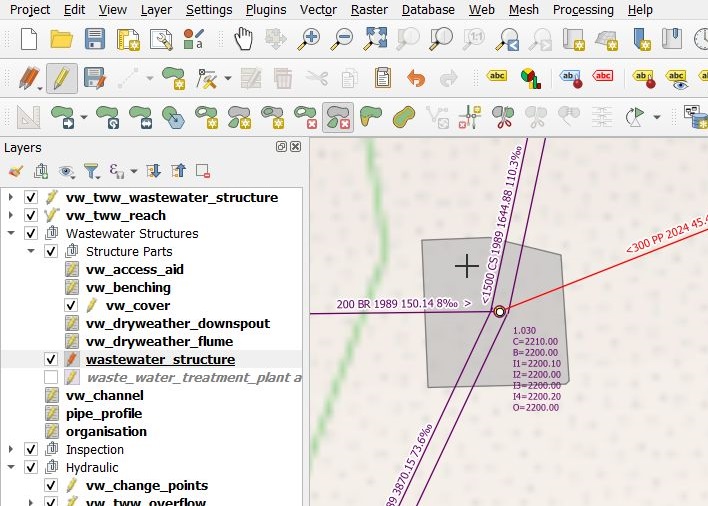 Project Edit View Layer Settings Plugins Vector Raster Database Web Mesh Processing Help
abc abc ab abc ab abc
Layers
vw_tww_wastewater_structure
vw_tww_reach
Wastewater Structures
Structure Parts
vw_access_aid
vw_benching
vw_cover
vw_dryweather_downspout
vw_dryweather_flume
wastewater_structure
waste_water_treatment_plant a
vw_channel
pipe_profile
organisation
Inspection
Hydraulic
vw_change_points
vw_tww_overflow
<1500 CS 1989 1644.88 110.3‰
<300 PP 2024 45.4
200 BR 1989 150.14 8‰ >
1.030
C=2210.00
B=2200.00
I1=2200.10
I2=2200.00
I3=2200.00
I4=2200.20
O=2200.00
89 3870.15 73.6‰